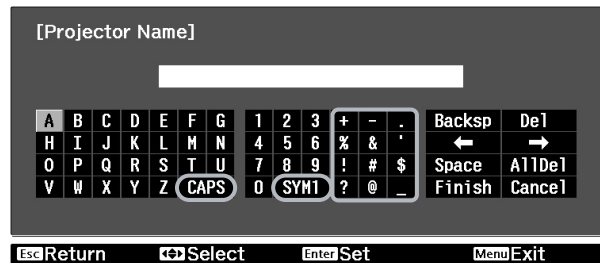 [Projector Name]
A B C D E F G 1 2 3 + - . Backsp Del
H I J K L M N 4 5 6 % & ' ← →
O P Q R S T U 7 8 9 ! # $ Space AllDel
V W X Y Z CAPS 0 SYM1 ? @ _ Finish Cancel
Esc Return Select Enter Set Menu Exit